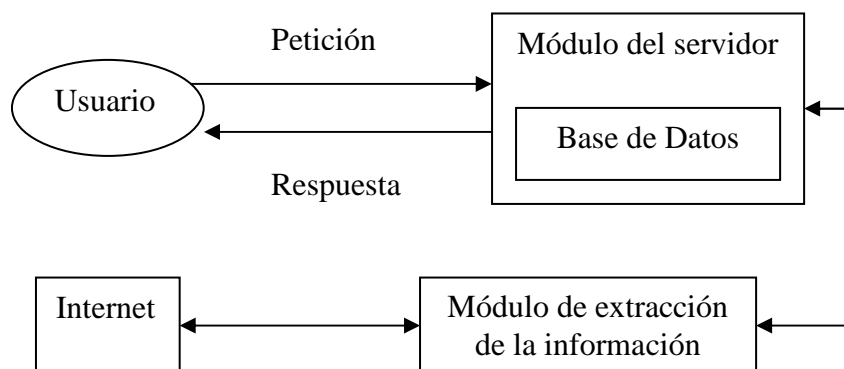 Petición
Módulo del servidor
Usuario
Base de Datos
Respuesta
Internet
Módulo de extracción
de la información